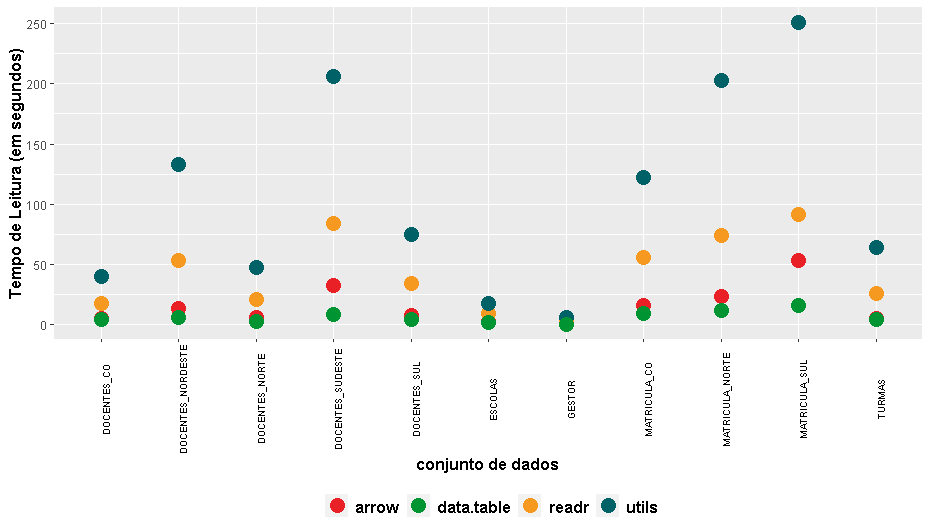 Tempo de Leitura (em segundos)
250
200
150
100
50
0
DOCENTES_CO
DOCENTES_NORDESTE
DOCENTES_NORTE
DOCENTES_SUDESTE
DOCENTES_SUL
ESCOLAS
GESTOR
MATRICULA_CO
MATRICULA_NORTE
MATRICULA_SUL
TURMAS
conjunto de dados
arrow data.table readr utils